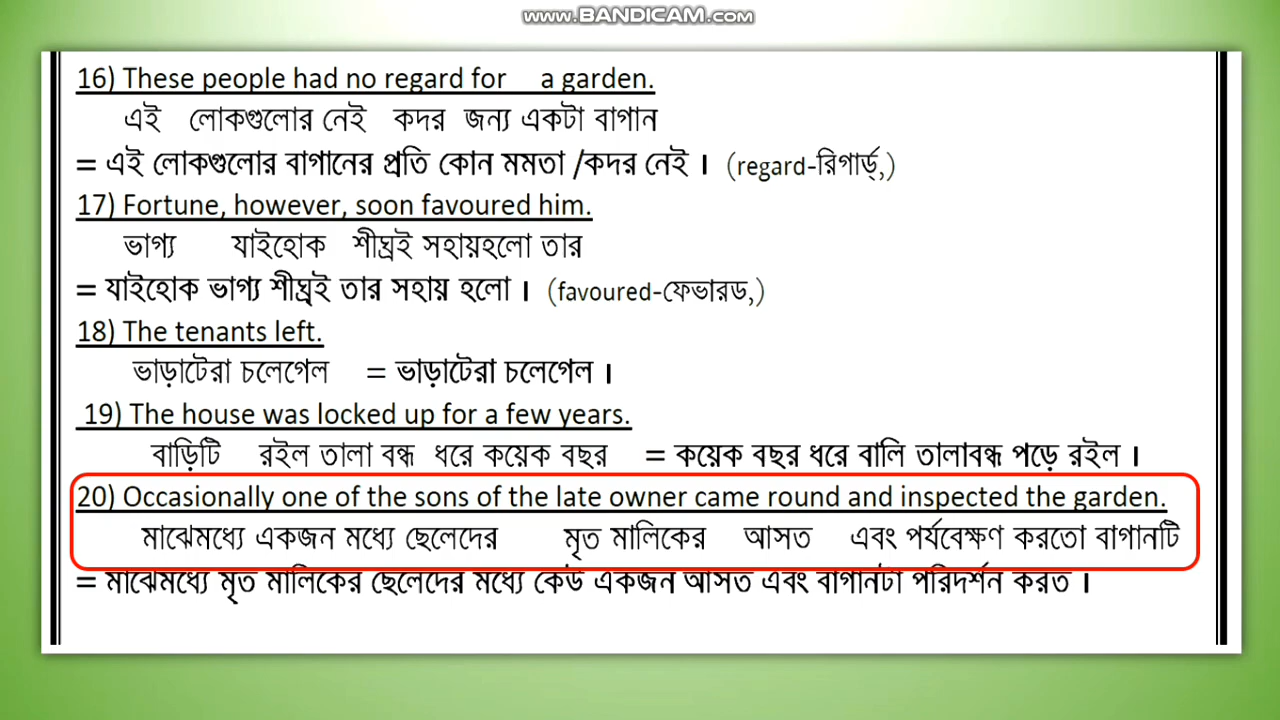 www.BANDICAM.com
16) These people had no regard for a garden.
এই লোকগুলোর নেই কদর জন্য একটা বাগান
= এই লোকগুলোর বাগানের প্রতি কোন মমতা /কদর নেই । (regard-রিগার্ড্,)
17) Fortune, however, soon favoured him.
ভাগ্য যাইহোক শীঘ্রই সহায়হলো তার
= যাইহোক ভাগ্য শীঘ্রই তার সহায় হলো । (favoured-ফেভারড,)
18) The tenants left.
ভাড়াটেরা চলেগেল = ভাড়াটেরা চলেগেল ।
19) The house was locked up for a few years.
বাড়িটি রইল তালা বন্ধ ধরে কয়েক বছর = কয়েক বছর ধরে বালি তালাবন্ধ পড়ে রইল ।
20) Occasionally one of the sons of the late owner came round and inspected the garden.
মাঝেমধ্যে একজন মধ্যে ছেলেদের মৃত মালিকের আসত এবং পর্যবেক্ষণ করতো বাগানটি
= মাঝেমধ্যে মৃত মালিকের ছেলেদের মধ্যে কেউ একজন আসত এবং বাগানটা পরিদর্শন করত ।